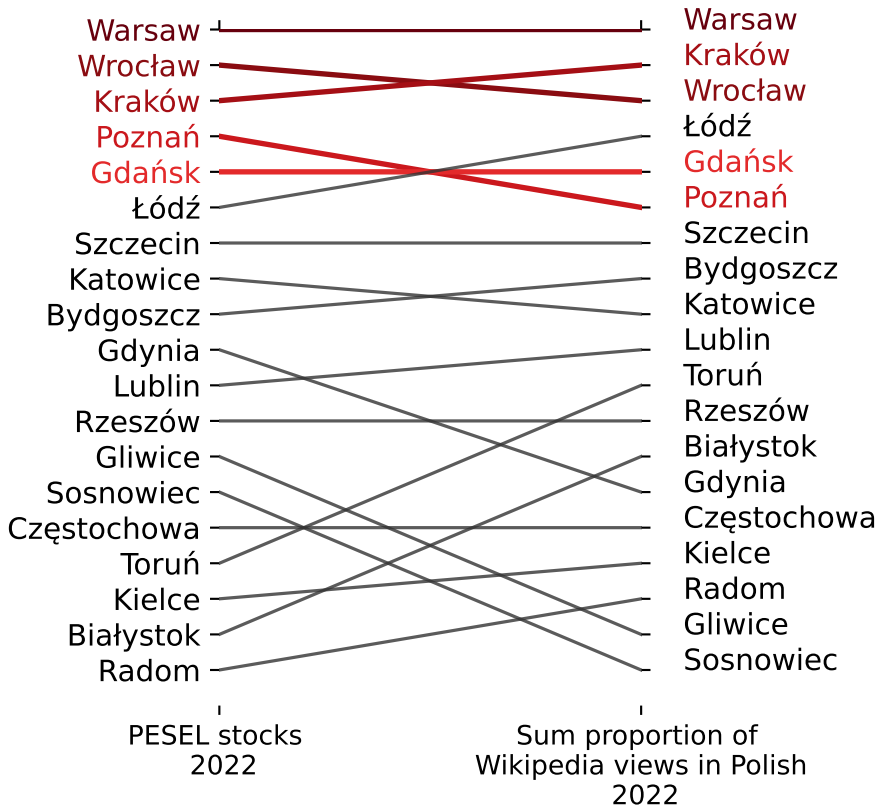 Warsaw
Wrocław
Kraków
Poznań
Gdańsk
Łódź
Szczecin
Katowice
Bydgoszcz
Gdynia
Lublin
Rzeszów
Gliwice
Sosnowiec
Częstochowa
Toruń
Kielce
Białystok
Radom
Warsaw
Kraków
Wrocław
Łódź
Gdańsk
Poznań
Szczecin
Bydgoszcz
Katowice
Lublin
Toruń
Rzeszów
Białystok
Gdynia
Częstochowa
Kielce
Radom
Gliwice
Sosnowiec
PESEL stocks
2022
Sum proportion of
Wikipedia views in Polish
2022